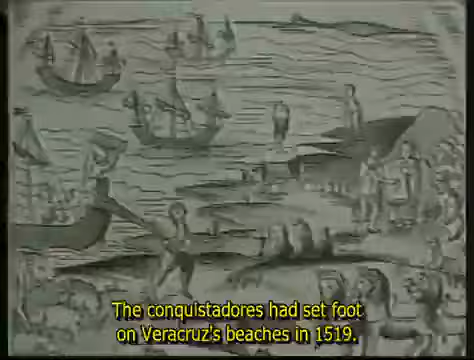 The conquistadores had set foot
on Veracruz's beaches in 1519.